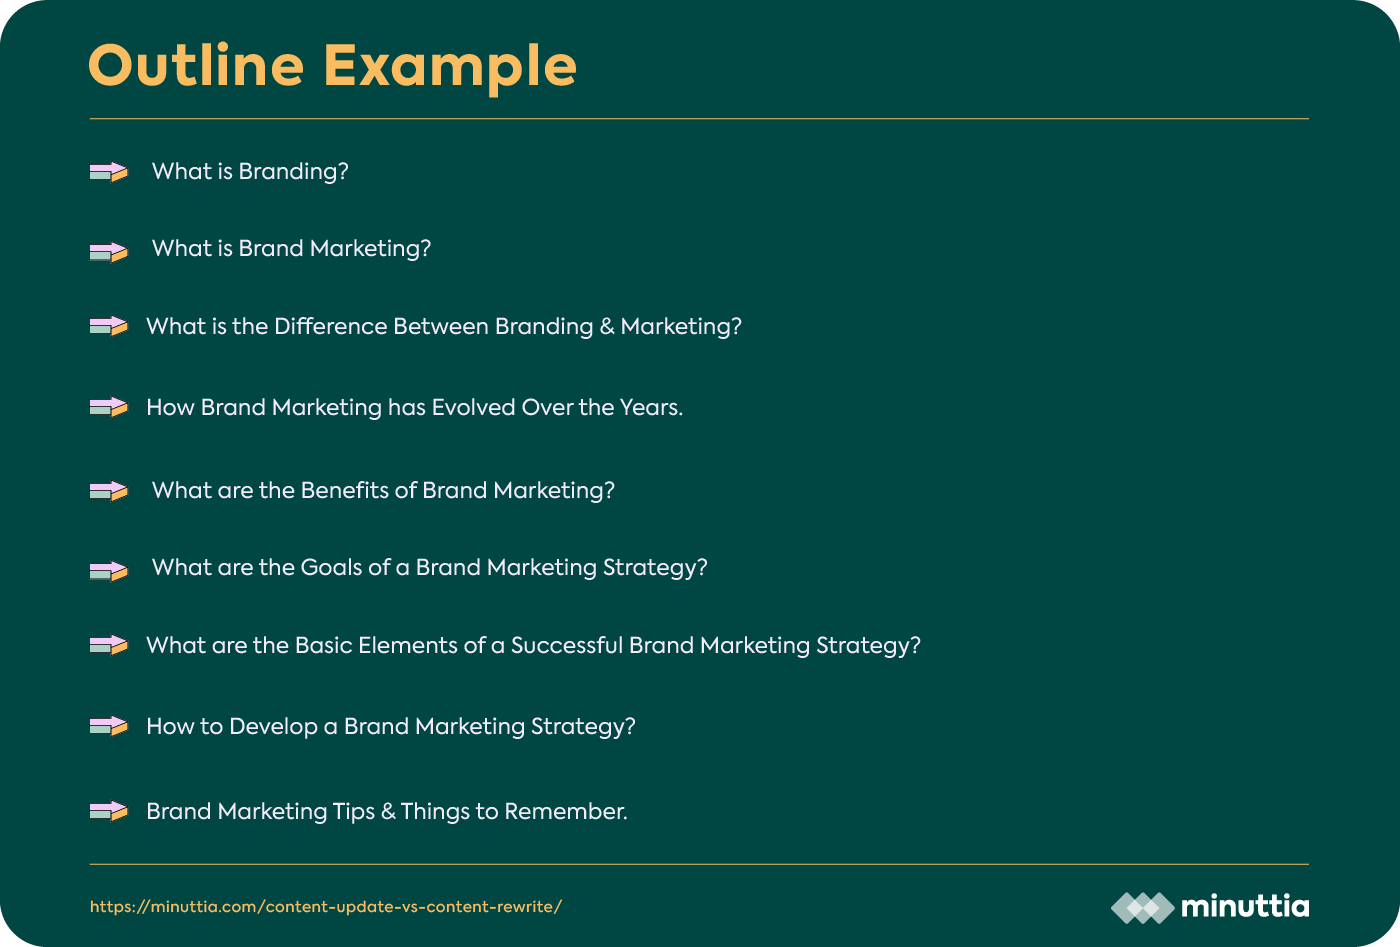 Outline Example
What is Branding?
What is Brand Marketing?
What is the Difference Between Branding & Marketing?
How Brand Marketing has Evolved Over the Years.
What are the Benefits of Brand Marketing?
What are the Goals of a Brand Marketing Strategy?
What are the Basic Elements of a Successful Brand Marketing Strategy?
How to Develop a Brand Marketing Strategy?
Brand Marketing Tips & Things to Remember.
https://minuttia.com/content-update-vs-content-rewrite/
minuttia